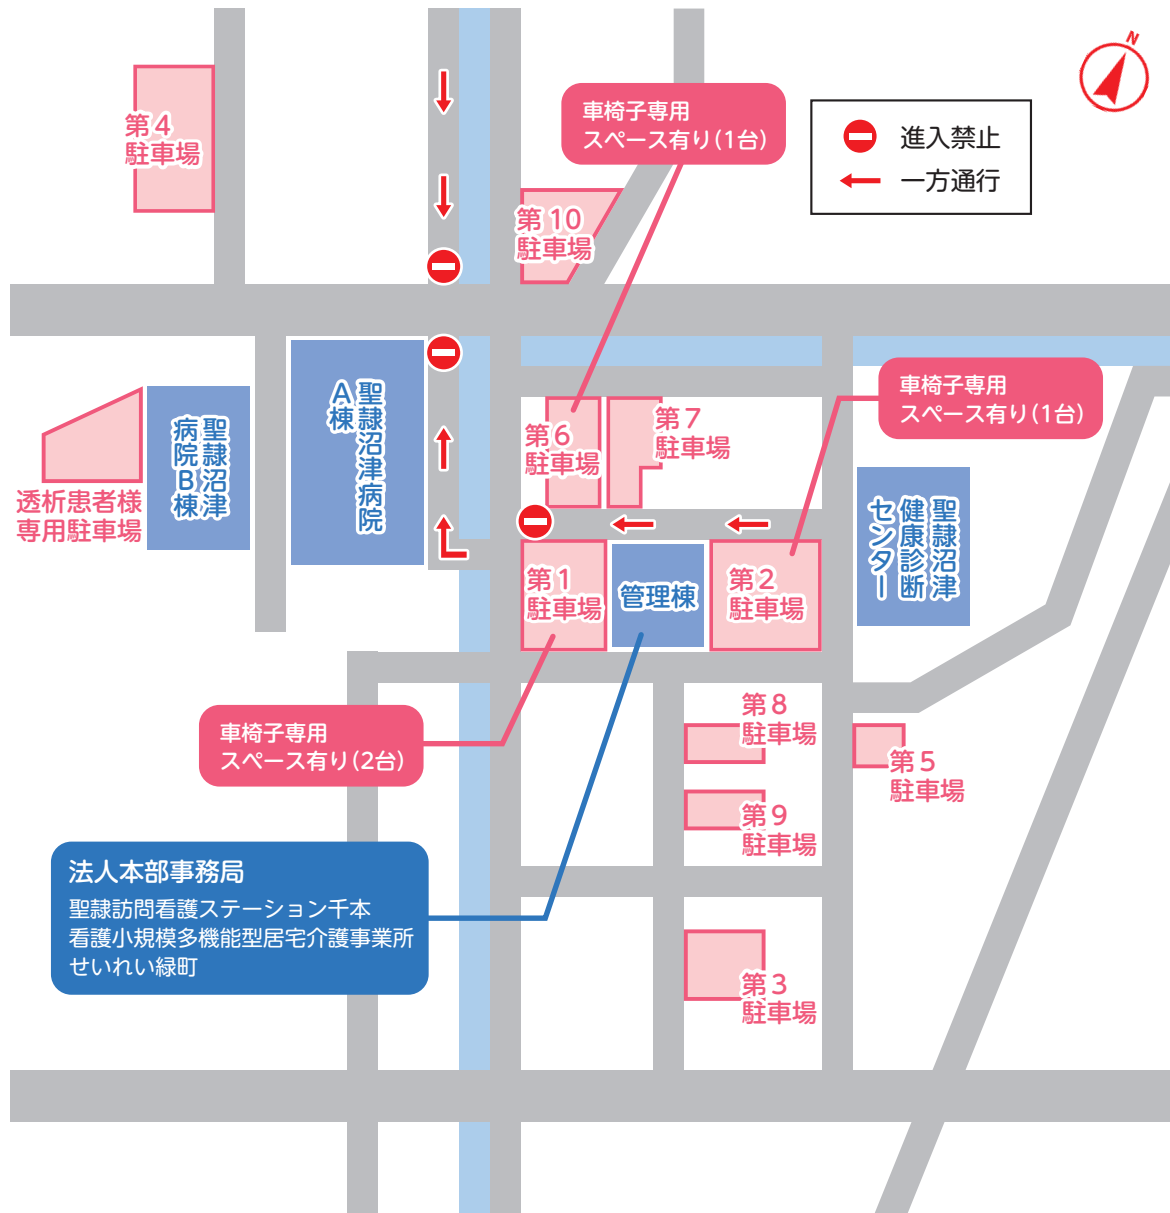 N
進入禁止
一方通行
第4
駐車場
車椅子専用
スペース有り(1台)
第10
駐車場
聖隷沼津病院
A棟
聖隷沼津
病院B棟
透析患者様
専用駐車場
第6
駐車場
第7
駐車場
車椅子専用
スペース有り(1台)
聖隷沼津
健康診断
センター
第1
駐車場
管理棟
第2
駐車場
車椅子専用
スペース有り(2台)
第8
駐車場
第5
駐車場
第9
駐車場
法人本部事務局
聖隷訪問看護ステーション千本
看護小規模多機能型居宅介護事業所
せいれい緑町
第3
駐車場